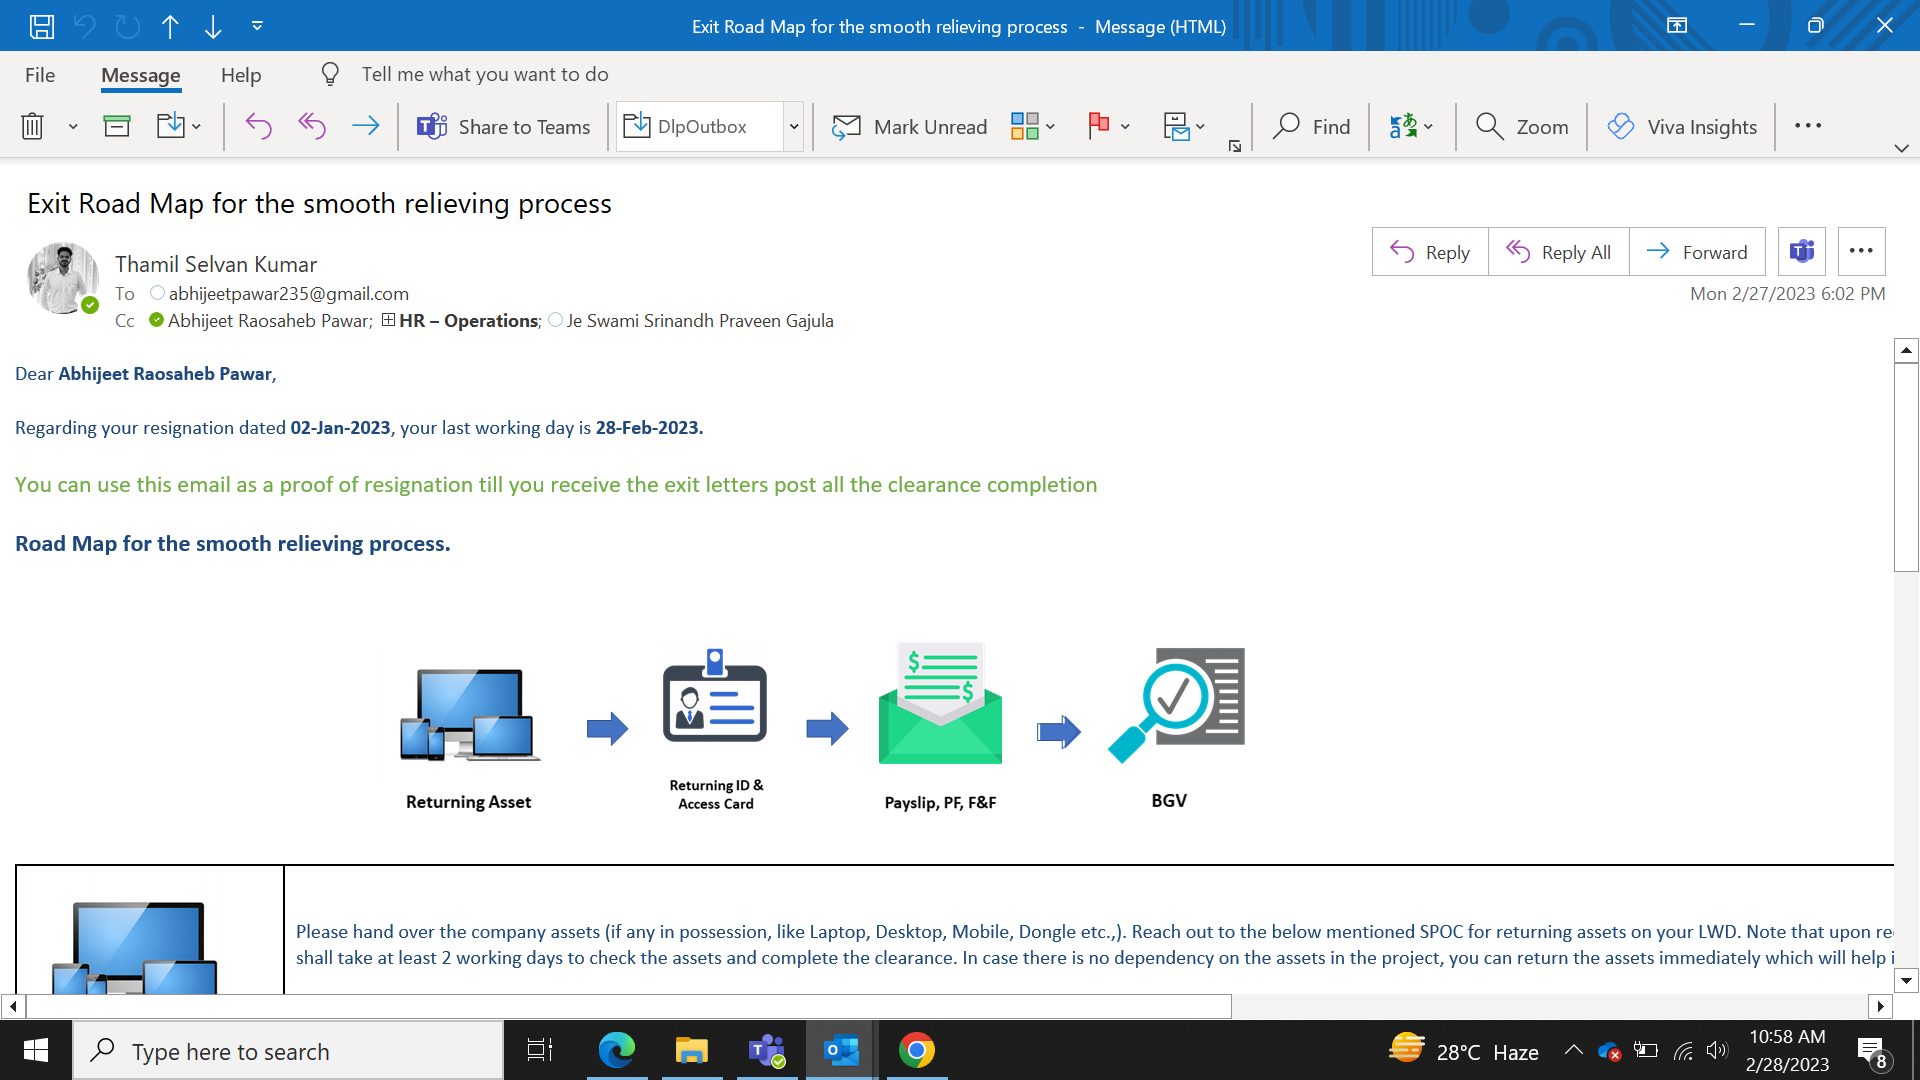 Exit Road Map for the smooth relieving process - Message (HTML)
File Message Help Tell me what you want to do
Share to Teams DlpOutbox Mark Unread Find Zoom Viva Insights
Exit Road Map for the smooth relieving process
Reply Reply All Forward
Thamil Selvan Kumar
To abhijeetpawar235@gmail.com
Mon 2/27/2023 6:02 PM
Cc Abhijeet Raosaheb Pawar; HR – Operations; Je Swami Srinandh Praveen Gajula
Dear Abhijeet Raosaheb Pawar,
Regarding your resignation dated 02-Jan-2023, your last working day is 28-Feb-2023.
You can use this email as a proof of resignation till you receive the exit letters post all the clearance completion
Road Map for the smooth relieving process.
Returning Asset
Returning ID &
Access Card
Payslip, PF, F&F
BGV
Please hand over the company assets (if any in possession, like Laptop, Desktop, Mobile, Dongle etc.,). Reach out to the below mentioned SPOC for returning assets on your LWD. Note that upon re
shall take at least 2 working days to check the assets and complete the clearance. In case there is no dependency on the assets in the project, you can return the assets immediately which will help i
Type here to search
28°C Haze
10:58 AM
2/28/2023
8